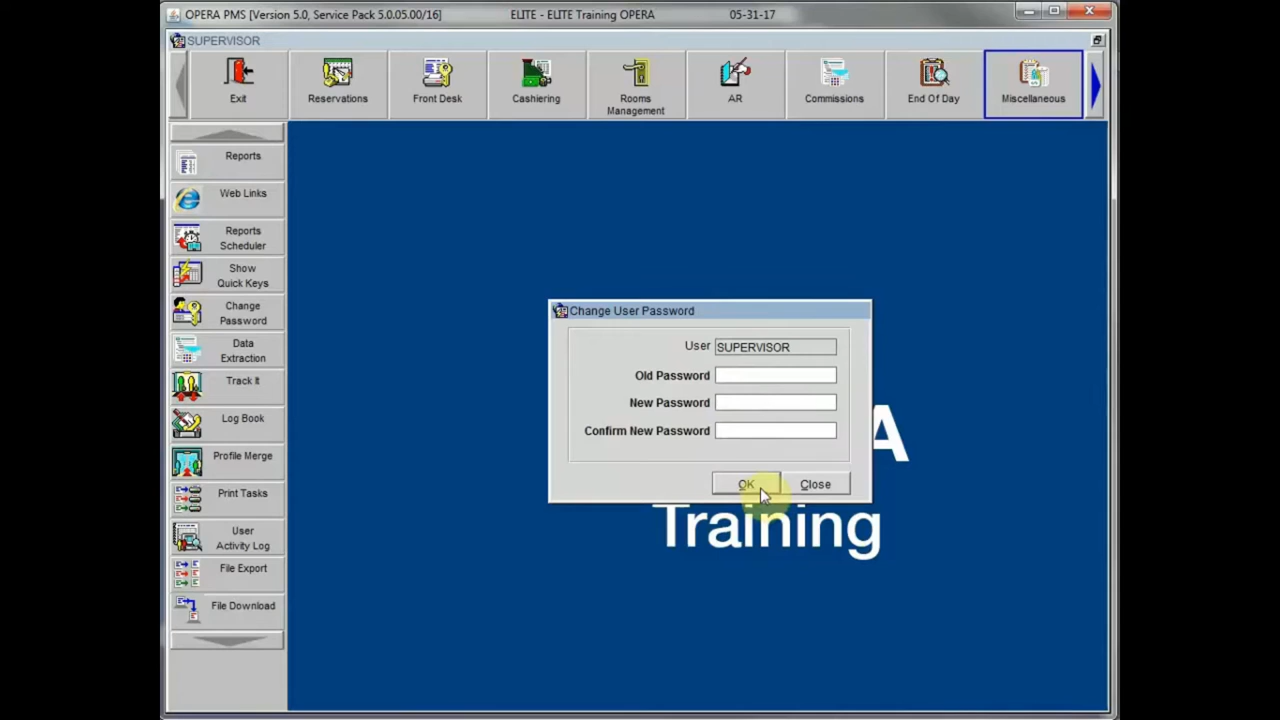 OPERA PMS [Version 5.0, Service Pack 5.0.05.00/16] ELITE - ELITE Training OPERA 05-31-17
SUPERVISOR
Exit Reservations Front Desk Cashiering Rooms Management AR Commissions End Of Day Miscellaneous
Reports
Web Links
Reports
Scheduler
Show
Quick Keys
Change
Password
Data
Extraction
Track It
Log Book
Profile Merge
Print Tasks
User
Activity Log
File Export
File Download
Change User Password
User SUPERVISOR
Old Password
New Password
Confirm New Password
OK Close
A
Training